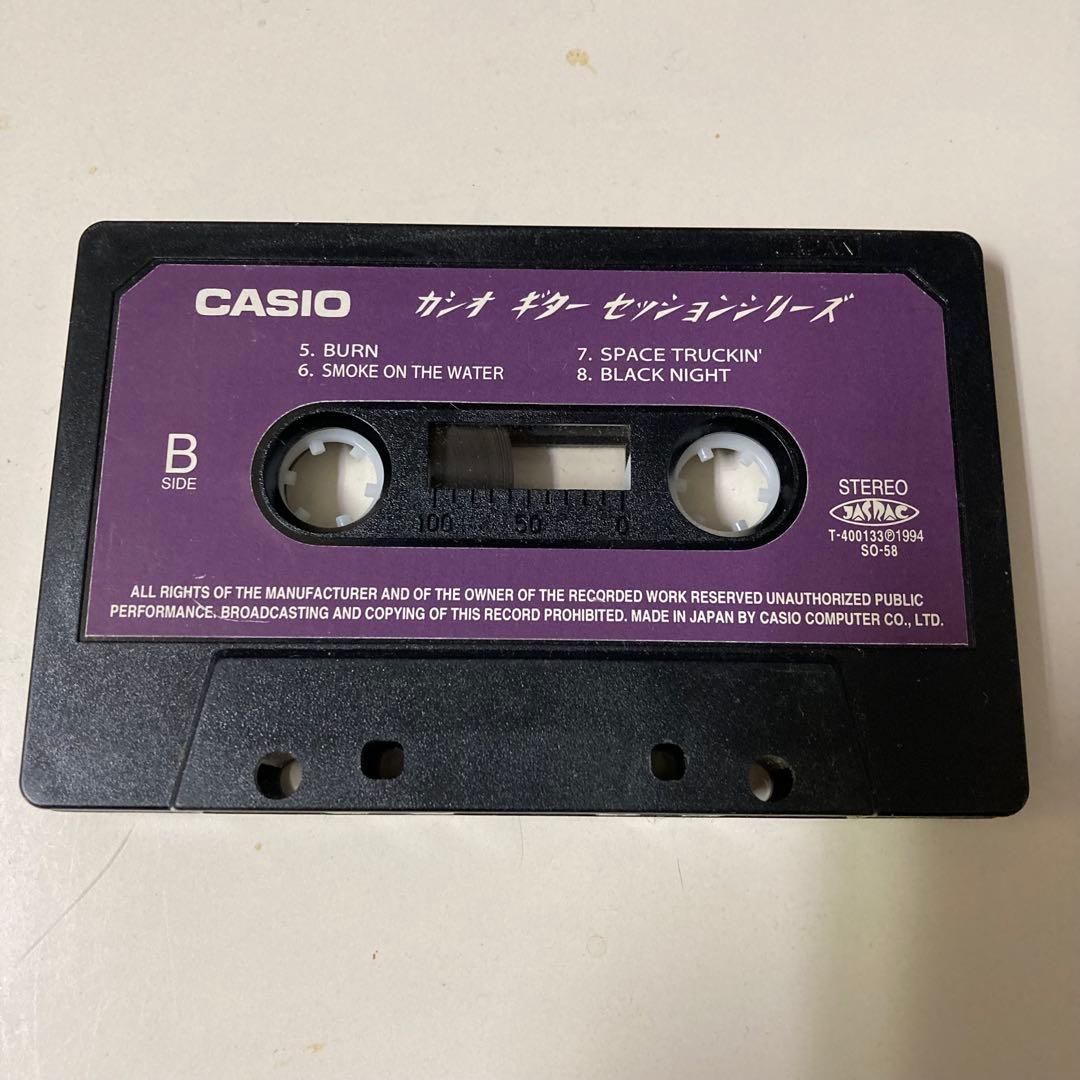 CASIO カシオ ギター セッションシリーズ
5. BURN
6. SMOKE ON THE WATER
7. SPACE TRUCKIN'
8. BLACK NIGHT
B
SIDE
100 50 0
STEREO
JASRAC
T-400133Ⓟ1994
SO-58
ALL RIGHTS OF THE MANUFACTURER AND OF THE OWNER OF THE RECORDED WORK RESERVED UNAUTHORIZED PUBLIC
PERFORMANCE. BROADCASTING AND COPYING OF THIS RECORD PROHIBITED. MADE IN JAPAN BY CASIO COMPUTER CO., LTD.